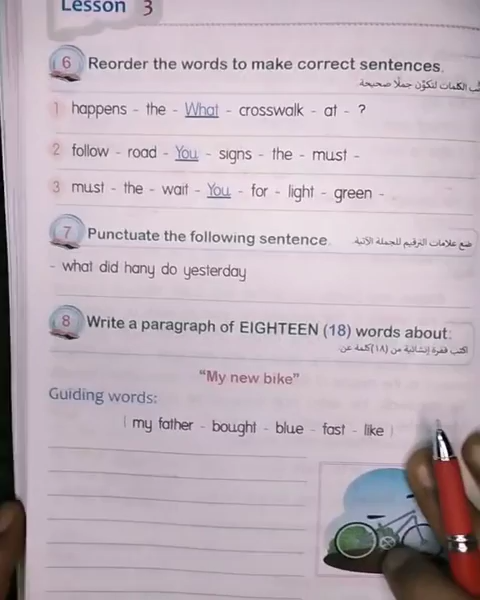 Lesson 3
6 Reorder the words to make correct sentences.
الكلمات لتكوّن جملًا صحيحة.
1 happens - the - What - crosswalk - at - ?
2 follow - road - You - signs - the - must -
3 must - the - wait - You - for - light - green -
7 Punctuate the following sentence. ضع علامات الترقيم للجملة الآتية.
- what did hany do yesterday
8 Write a paragraph of EIGHTEEN (18) words about:
اكتب فقرة إنشائية من (١٨) كلمة عن
"My new bike"
Guiding words:
( my father - bought - blue - fast - like )